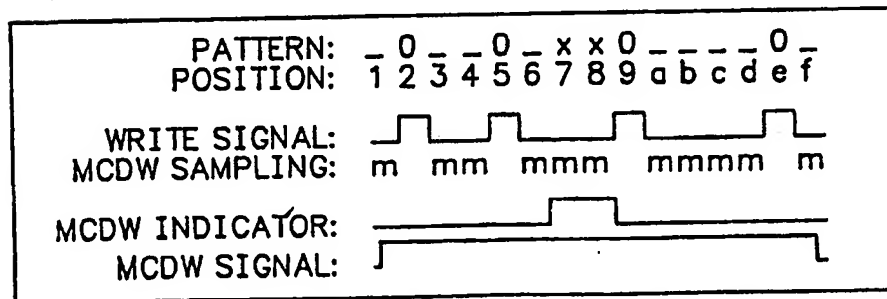 PATTERN: _ 0 _ _ 0 _ x x 0 _ _ _ _ 0 _
POSITION: 1 2 3 4 5 6 7 8 9 a b c d e f
WRITE SIGNAL:
MCDW SAMPLING: m mm mmm mmmm m
MCDW INDICATOR:
MCDW SIGNAL: